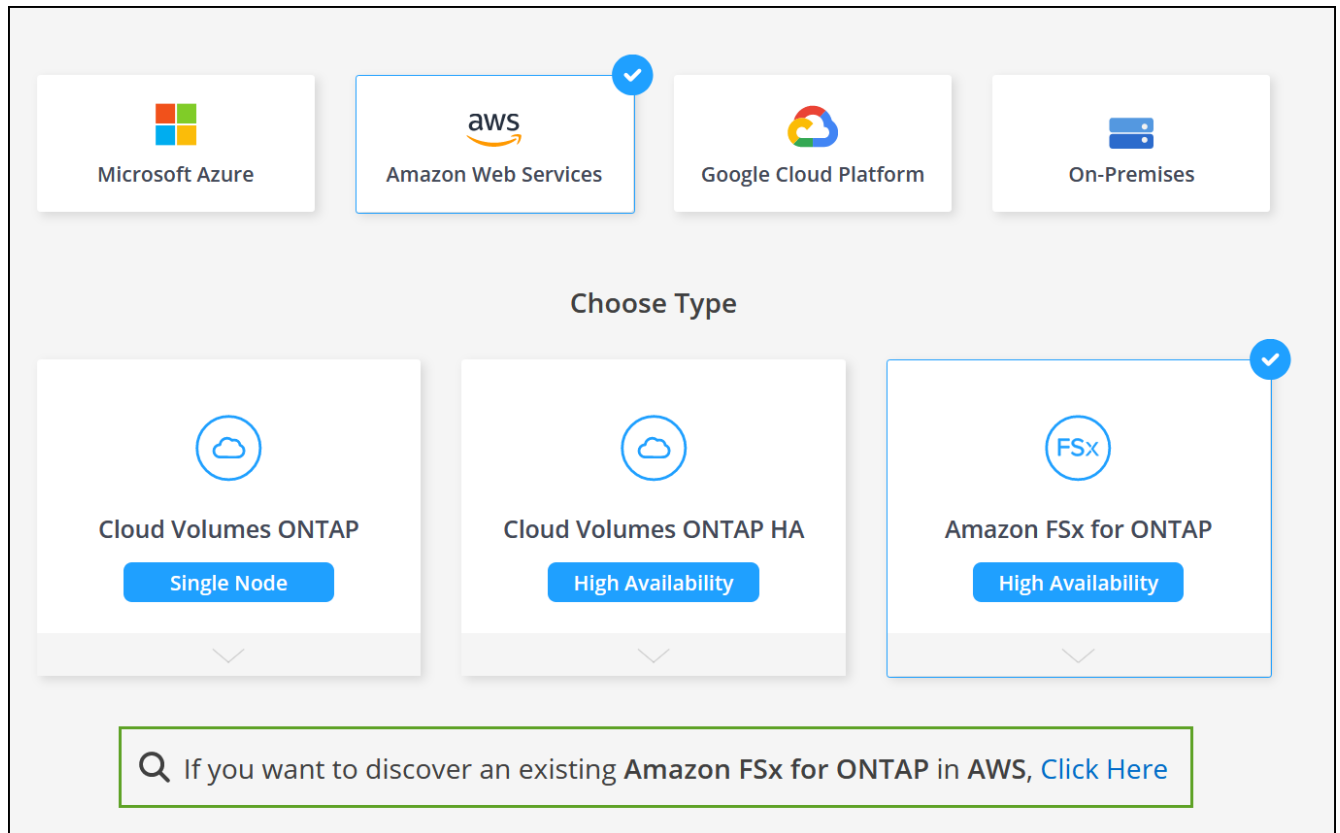 aws
Microsoft Azure
Amazon Web Services
Google Cloud Platform
On-Premises
Choose Type
FSx
Cloud Volumes ONTAP
Cloud Volumes ONTAP HA
Amazon FSx for ONTAP
Single Node
High Availability
High Availability
If you want to discover an existing Amazon FSx for ONTAP in AWS, Click Here